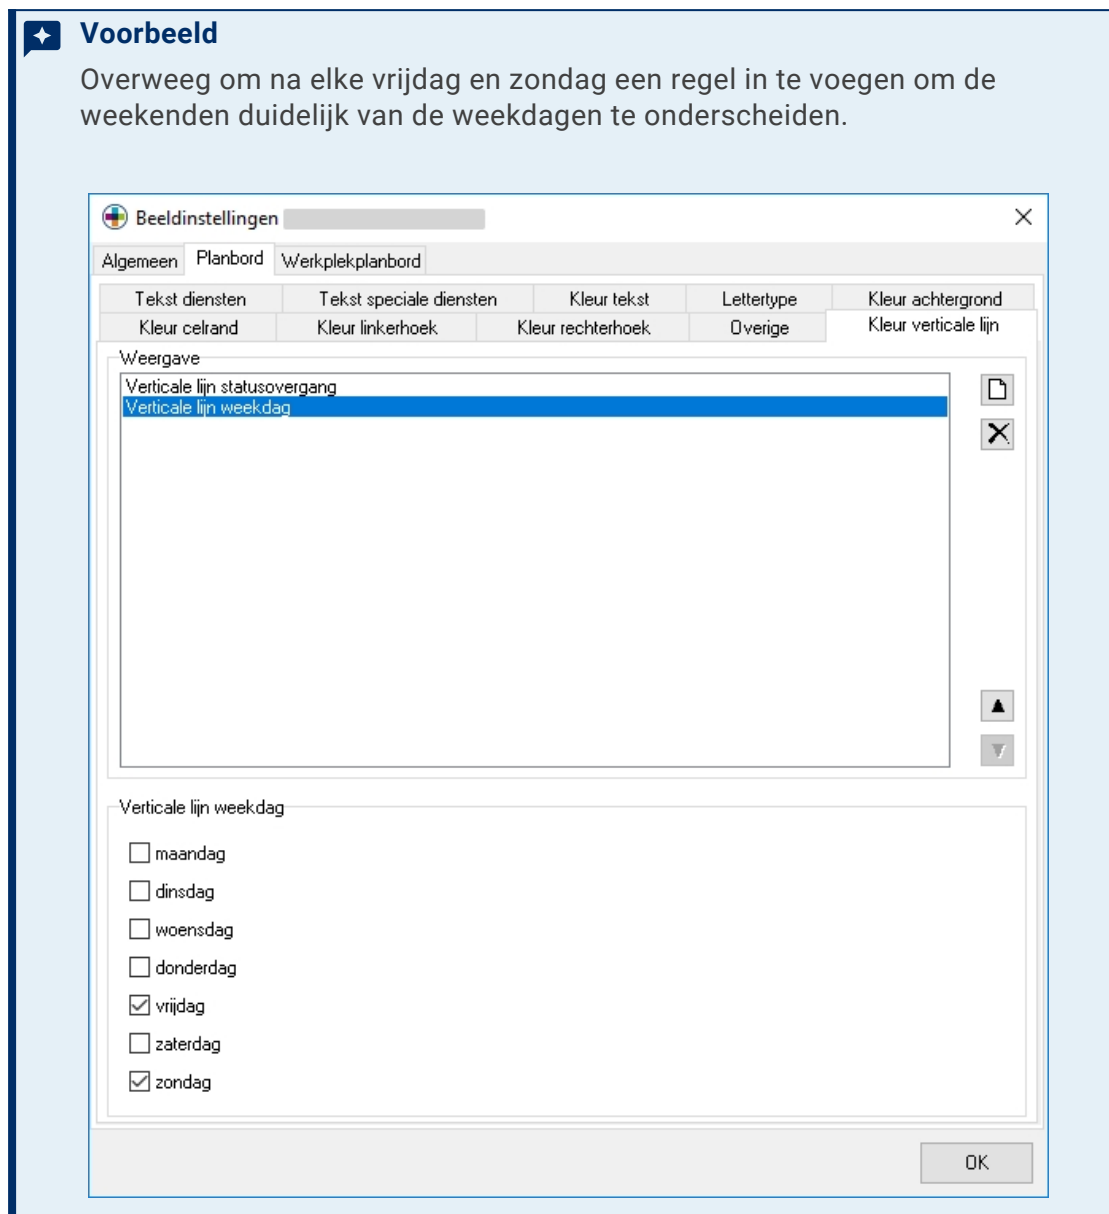 Voorbeeld
Overweeg om na elke vrijdag en zondag een regel in te voegen om de
weekenden duidelijk van de weekdagen te onderscheiden.
Beeldinstellingen
Algemeen Planbord Werkplekplanbord
Tekst diensten Tekst speciale diensten Kleur tekst Lettertype Kleur achtergrond
Kleur celrand Kleur linkerhoek Kleur rechterhoek Overige Kleur verticale lijn
Weergave
Verticale lijn statusovergang
Verticale lijn weekdag
Verticale lijn weekdag
maandag
dinsdag
woensdag
donderdag
vrijdag
zaterdag
zondag
OK